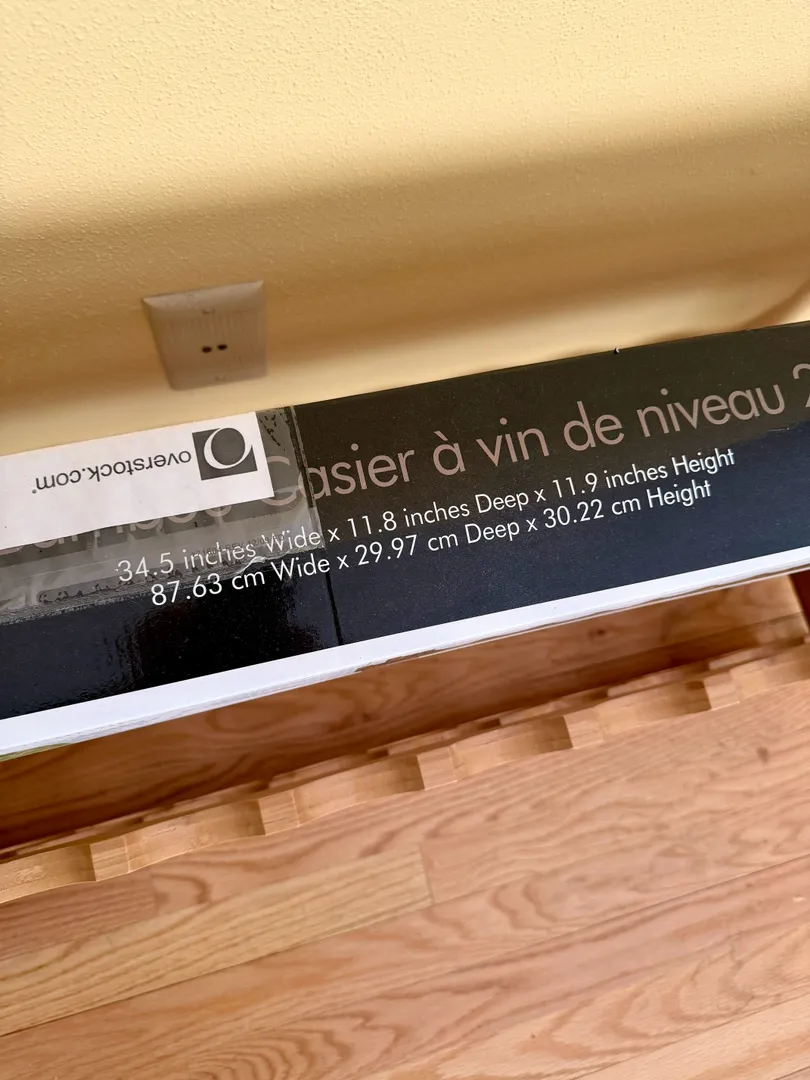 overstock.com
Casier à vin de niveau 2
34.5 inches Wide x 11.8 inches Deep x 11.9 inches Height
87.63 cm Wide x 29.97 cm Deep x 30.22 cm Height